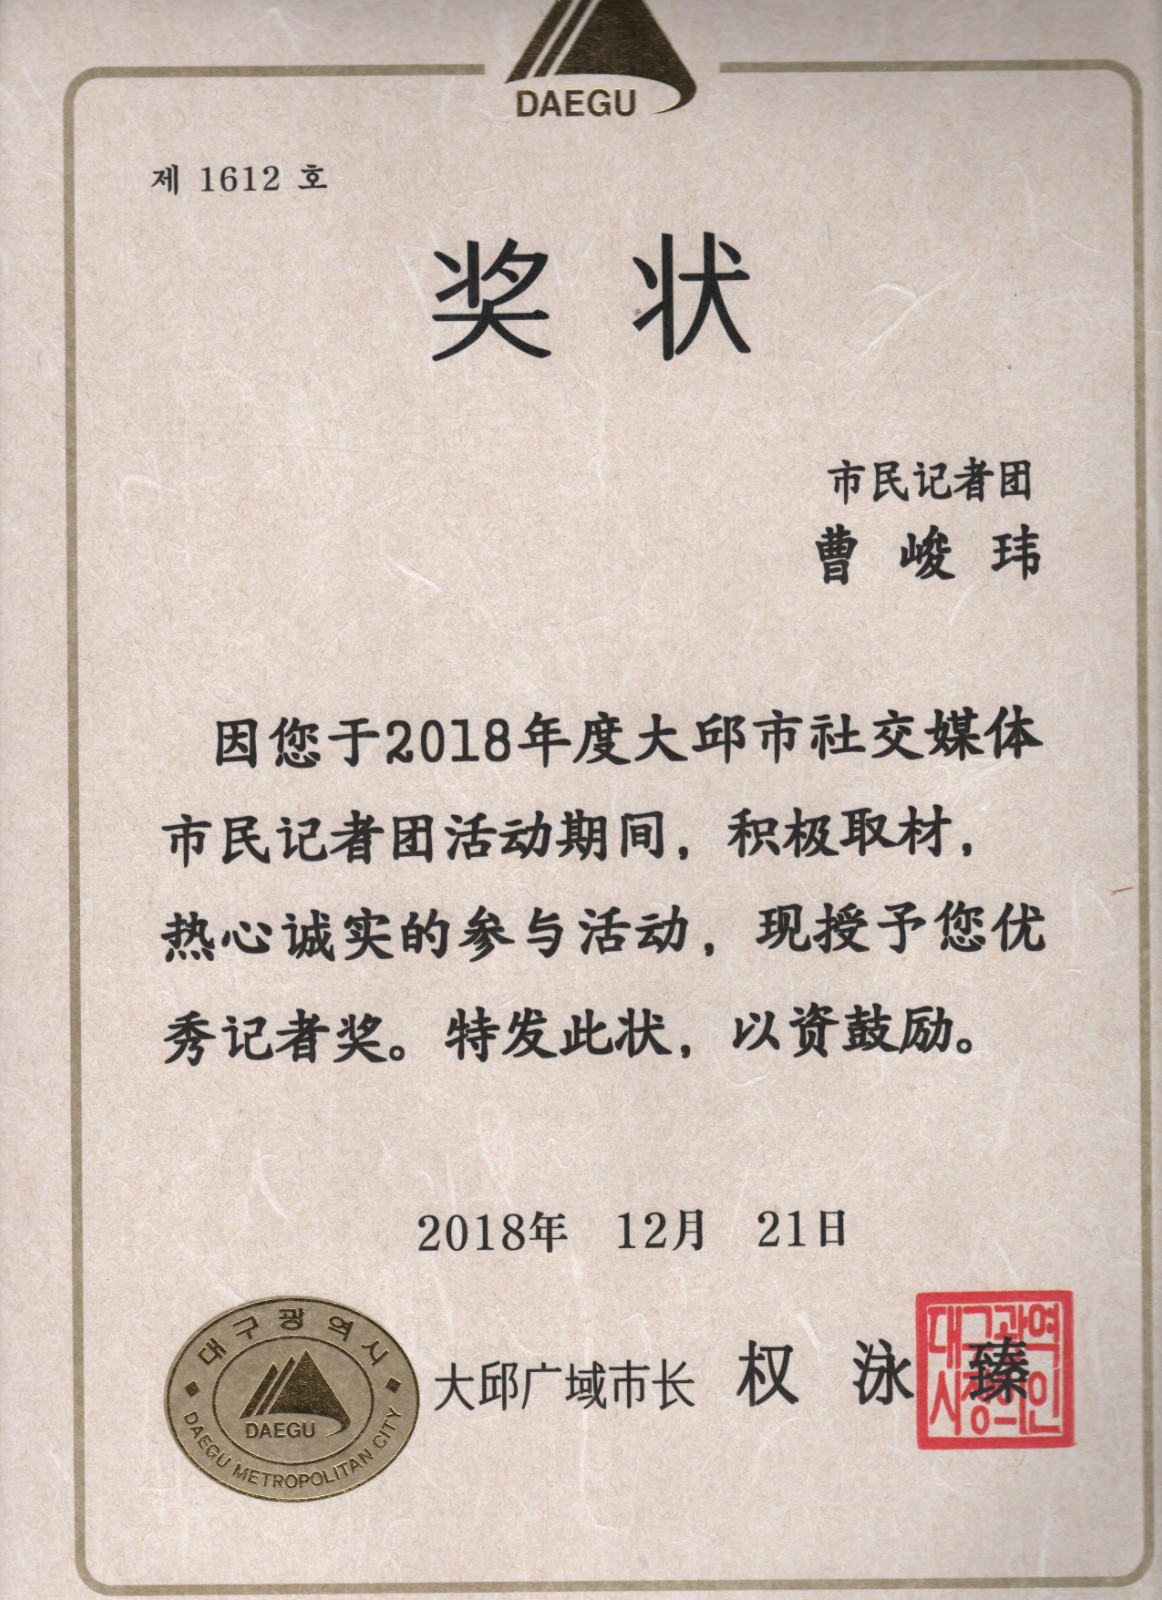 DAEGU
제 1612 호
奖 状
市民记者团
曹 峻 玮
因您于2018年度大邱市社交媒体
市民记者团活动期间，积极取材，
热心诚实的参与活动，现授予您优
秀记者奖。特发此状，以资鼓励。
2018年 12月 21日
대구광역시
DAEGU
DAEGU METROPOLITAN CITY
大邱广域市长 权 泳 臻
대구광역
시장의인